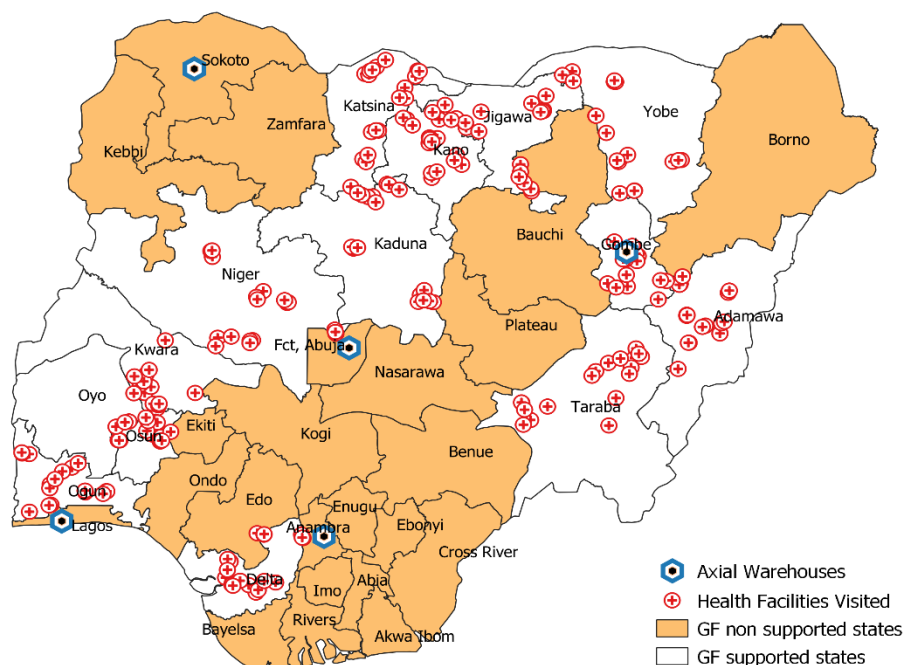 Sokoto
Katsina
Zamfara
Jigawa
Yobe
Kebbi
Kano
Borno
Kaduna
Bauchi
Gombe
Niger
Adamawa
Plateau
Fct, Abuja
Kwara
Nasarawa
Oyo
Taraba
Ekiti
Osun
Kogi
Benue
Ondo
Edo
Ogun
Enugu
Lagos
Anambra
Ebonyi
Cross River
Delta
Imo
Abia
Bayelsa
Rivers
Akwa Ibom
Axial Warehouses
Health Facilities Visited
GF non supported states
GF supported states